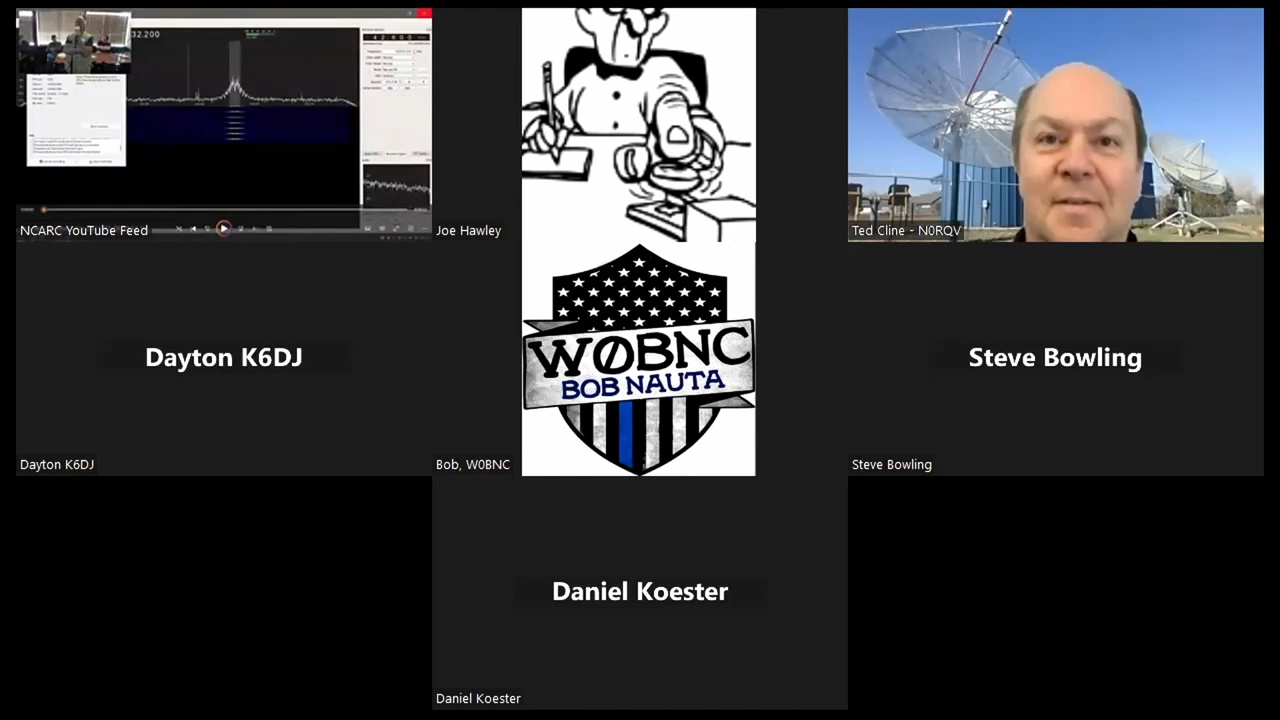 32.200
NCARC YouTube Feed
Joe Hawley
Ted Cline - N0RQV
WØBNC
BOB NAUTA
Dayton K6DJ
Steve Bowling
Dayton K6DJ
Bob, W0BNC
Steve Bowling
Daniel Koester
Daniel Koester